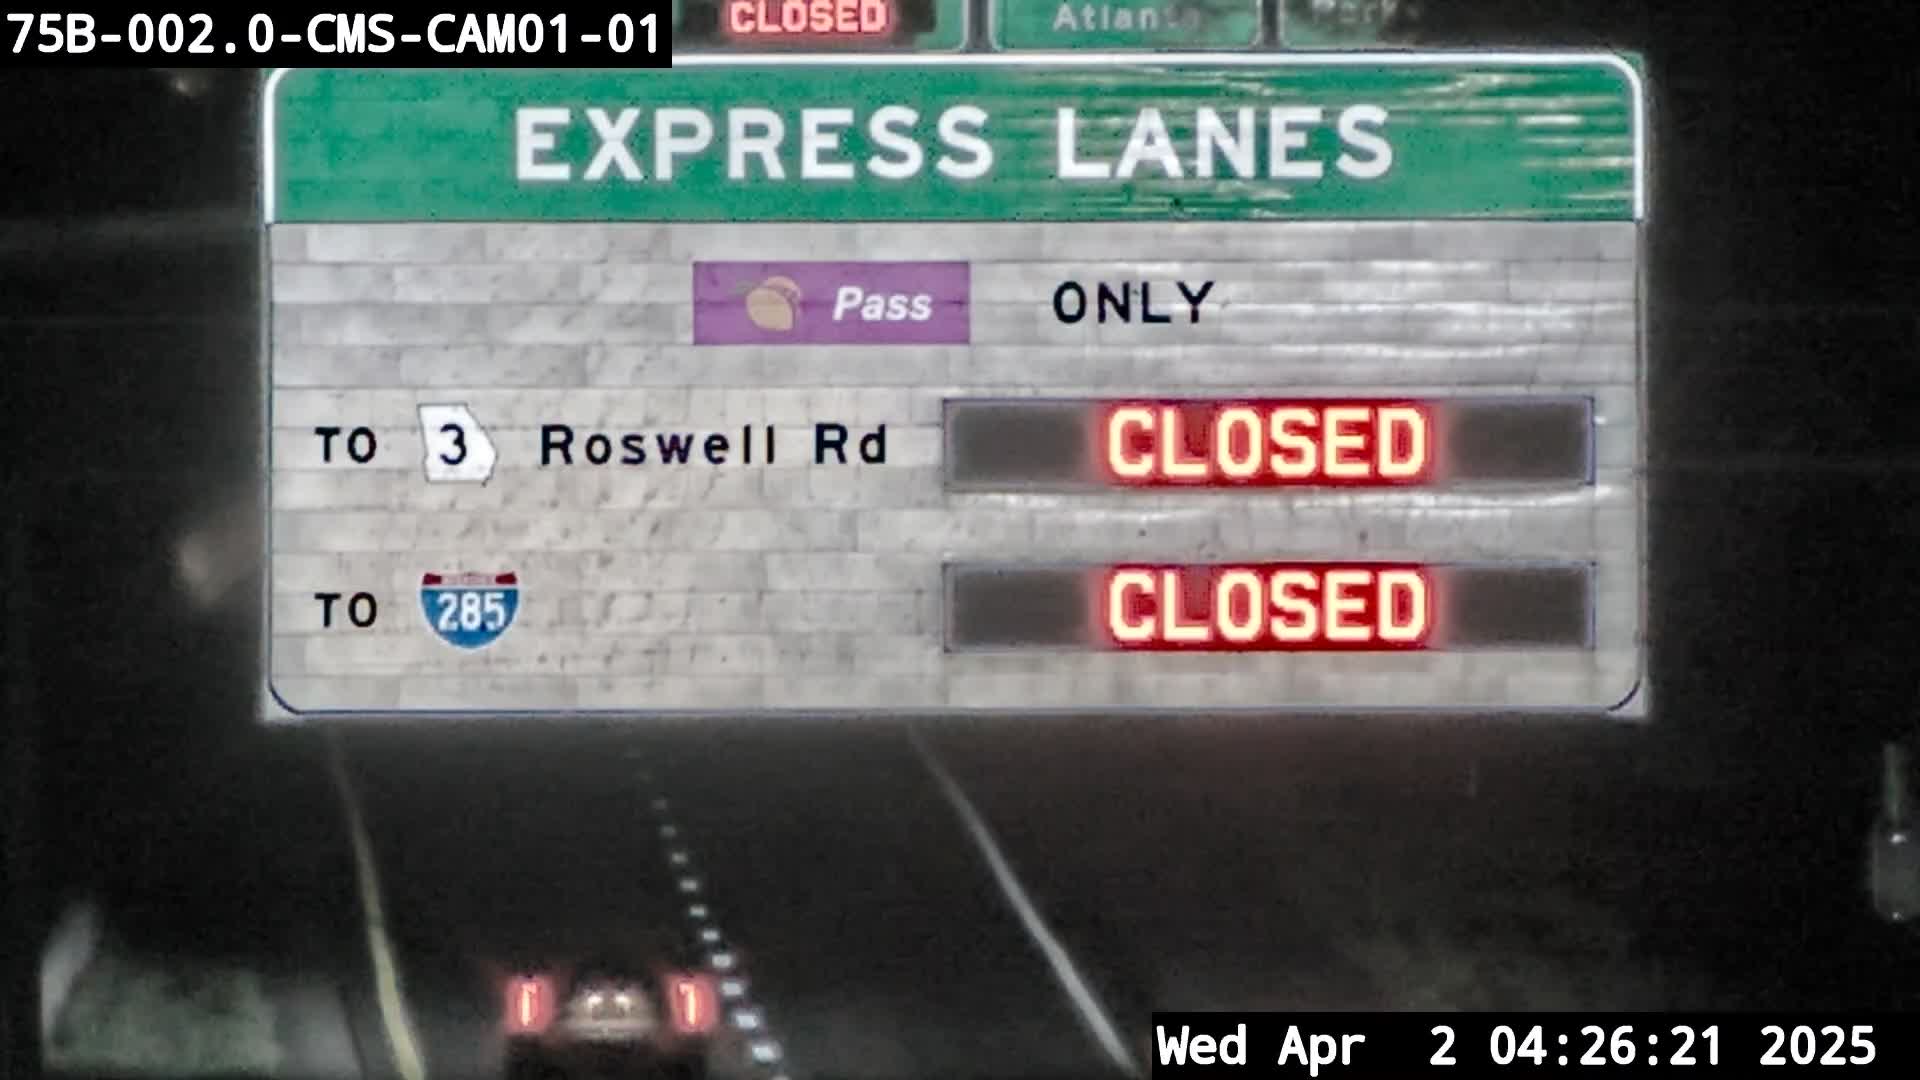 75B-002.0-CMS-CAM01-01
CLOSED
Atlanta
EXPRESS LANES
Pass ONLY
TO 3 Roswell Rd CLOSED
TO 285 CLOSED
Wed Apr 2 04:26:21 2025